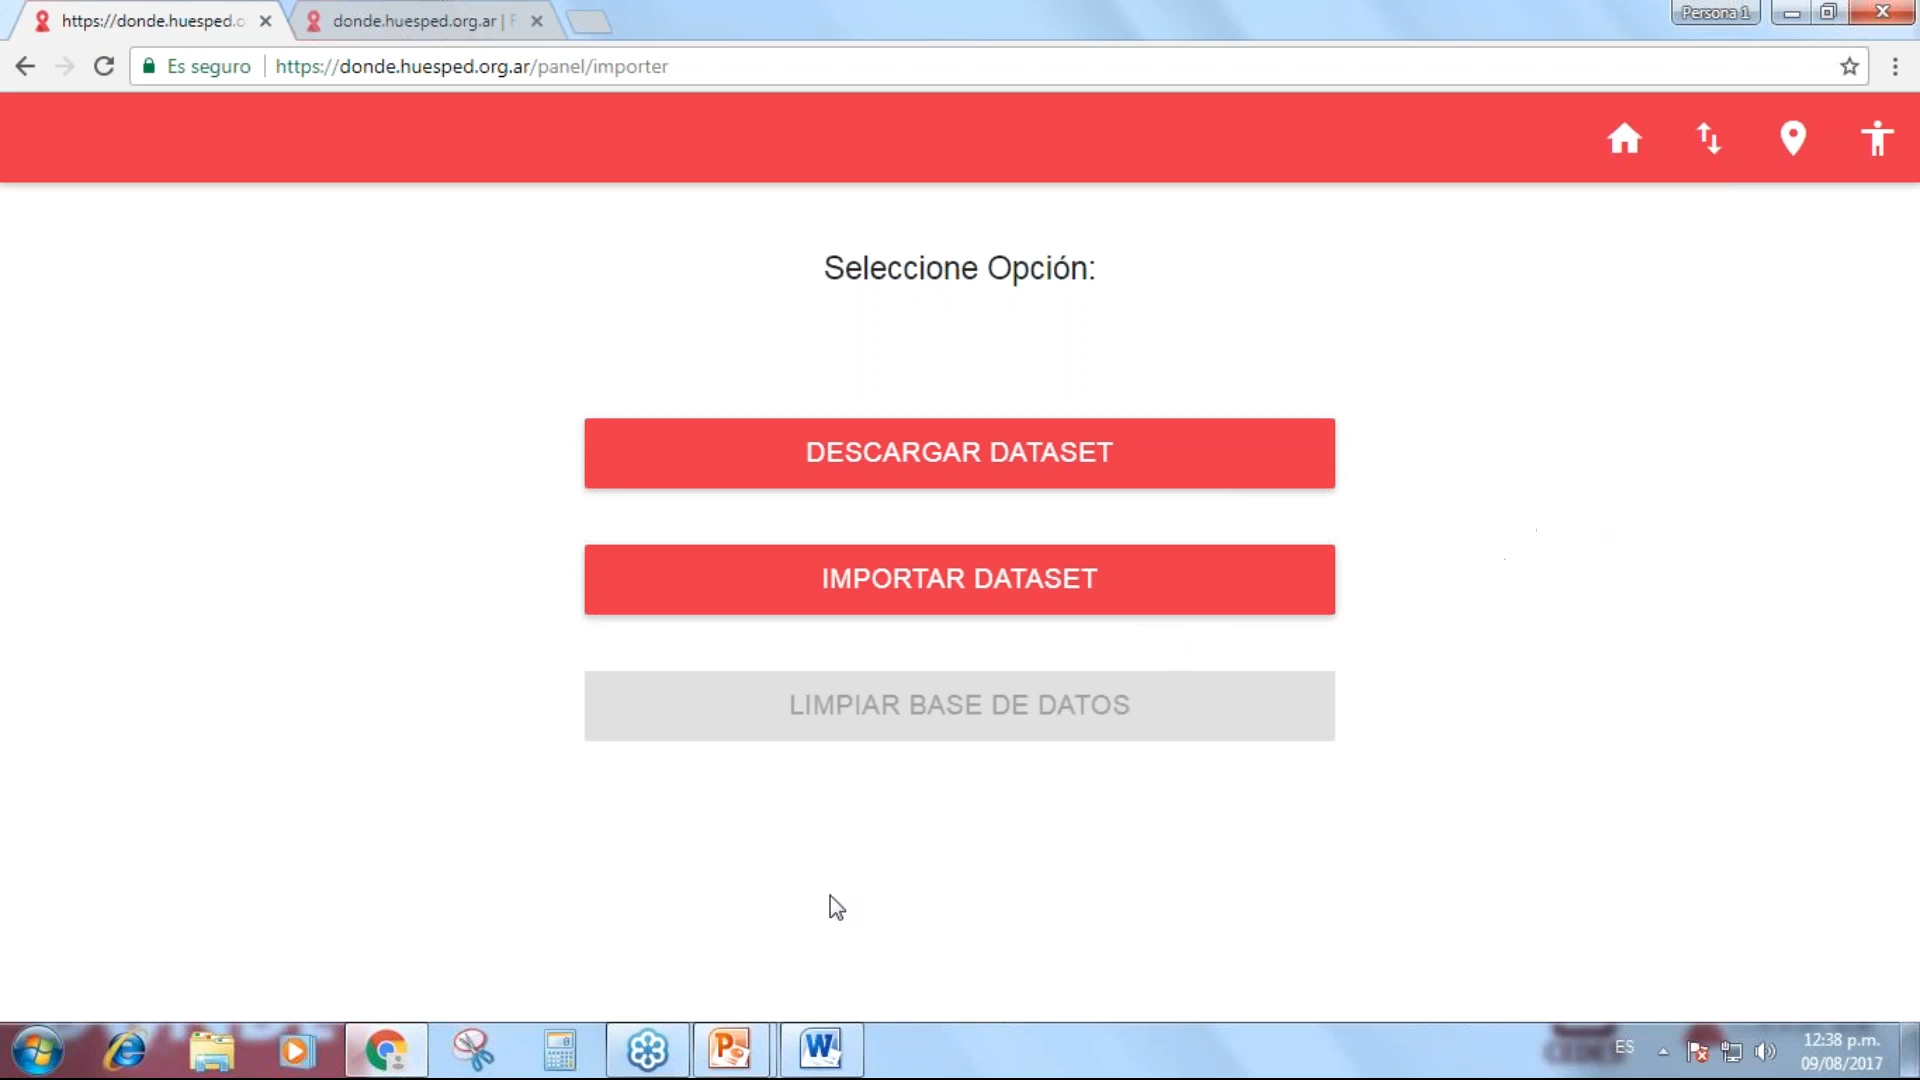 https://donde.huesped.o
donde.huesped.org.ar | F
Persona 1
Es seguro
https://donde.huesped.org.ar/panel/importer
Seleccione Opción:
DESCARGAR DATASET
IMPORTAR DATASET
LIMPIAR BASE DE DATOS
ES
12:38 p.m.
09/08/2017